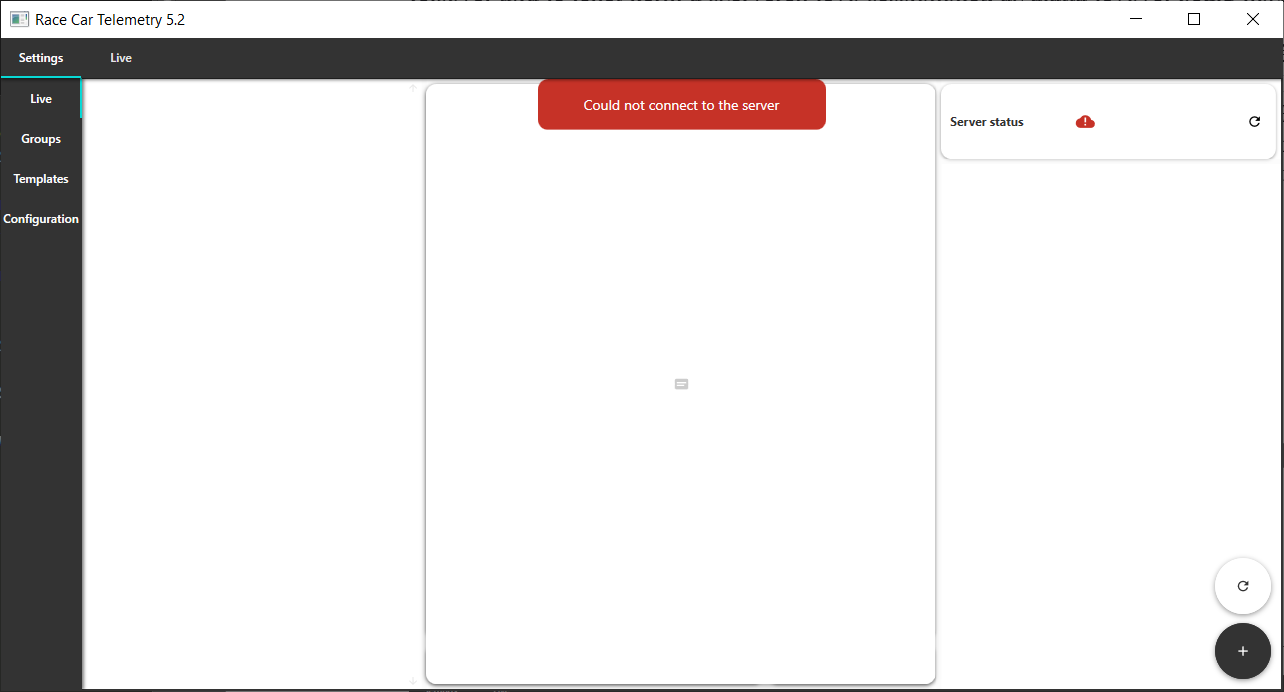 Race Car Telemetry 5.2
Settings
Live
Live
Groups
Templates
Configuration
Could not connect to the server
Server status